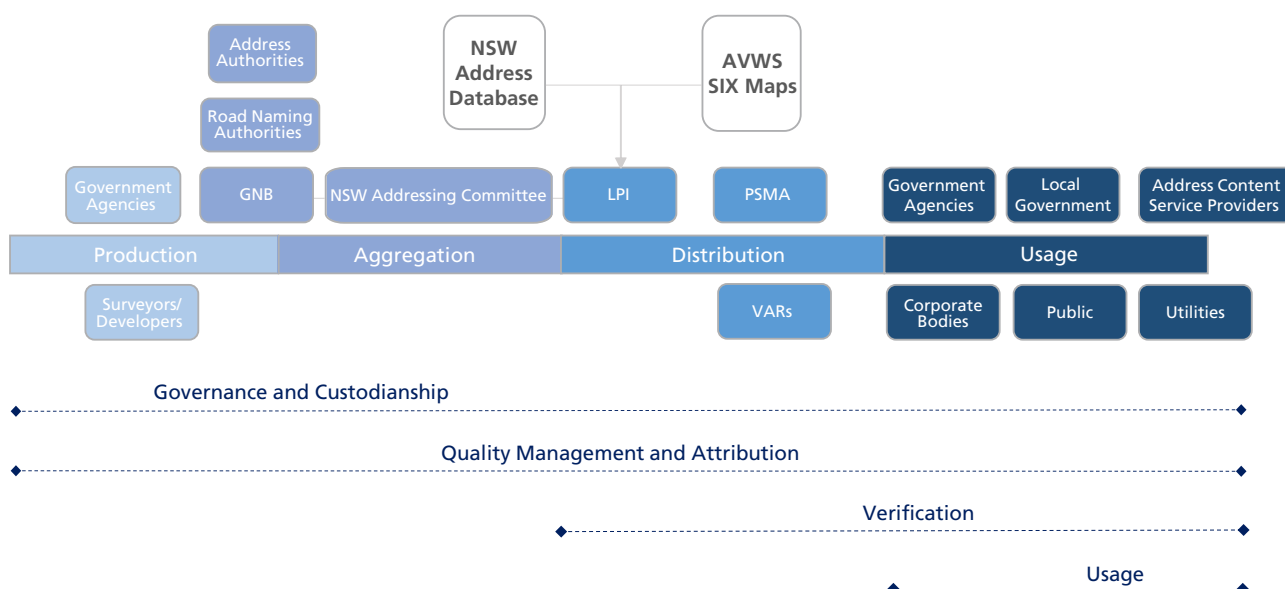 Address
Authorities
NSW
Address
Database
AVWS
SIX Maps
Road Naming
Authorities
Government
Agencies
GNB
NSW Addressing Committee
LPI
PSMA
Government
Agencies
Local
Government
Address Content
Service Providers
Production
Aggregation
Distribution
Usage
Surveyors/
Developers
VARs
Corporate
Bodies
Public
Utilities
Governance and Custodianship
Quality Management and Attribution
Verification
Usage